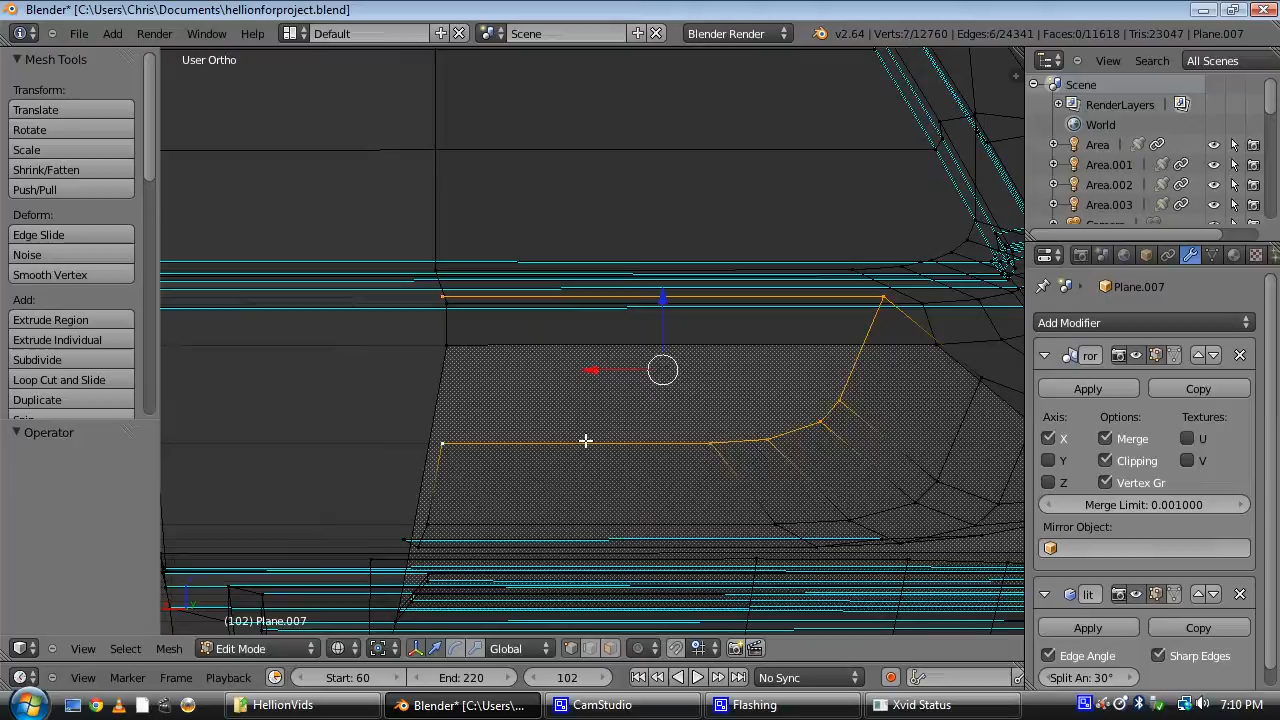 Blender* [C:\Users\Chris\Documents\hellionforproject.blend]
File Add Render Window Help Default Scene Blender Render v2.64 | Verts:7/12760 | Edges:6/24341 | Faces:0/11618 | Tris:23047 | Plane.007
Mesh Tools
Transform:
Translate
Rotate
Scale
Shrink/Fatten
Push/Pull
Deform:
Edge Slide
Noise
Smooth Vertex
Add:
Extrude Region
Extrude Individual
Subdivide
Loop Cut and Slide
Duplicate
Operator
User Ortho
(102) Plane.007
View Search All Scenes
Scene
RenderLayers
World
Area
Area.001
Area.002
Area.003
Plane.007
Add Modifier
ror
Apply Copy
Axis: Options: Textures:
X Merge U
Y Clipping V
Z Vertex Gr
Merge Limit: 0.001000
Mirror Object:
lit
Apply Copy
Edge Angle Sharp Edges
Split An: 30°
View Select Mesh Edit Mode Global
View Marker Frame Playback Start: 60 End: 220 102 No Sync
HellionVids Blender* [C:\Users\... CamStudio Flashing Xvid Status 7:10 PM